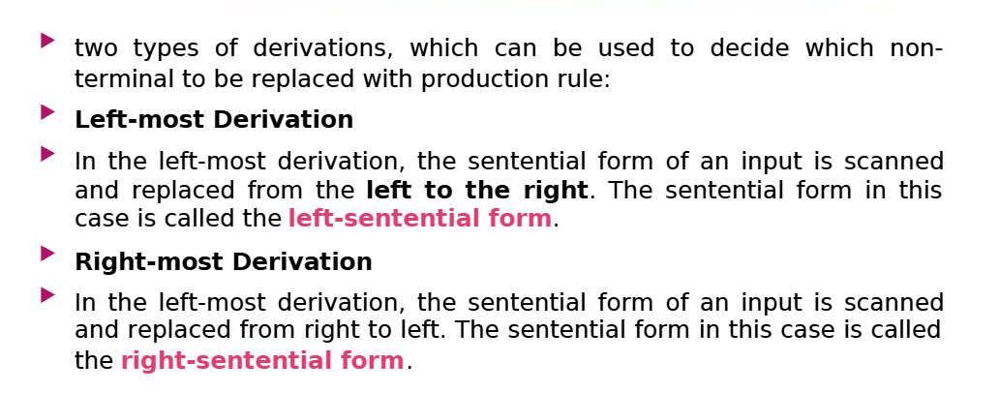 two types of derivations, which can be used to decide which non-
terminal to be replaced with production rule:
Left-most Derivation
In the left-most derivation, the sentential form of an input is scanned
and replaced from the left to the right. The sentential form in this
case is called the left-sentential form.
Right-most Derivation
In the left-most derivation, the sentential form of an input is scanned
and replaced from right to left. The sentential form in this case is called
the right-sentential form.